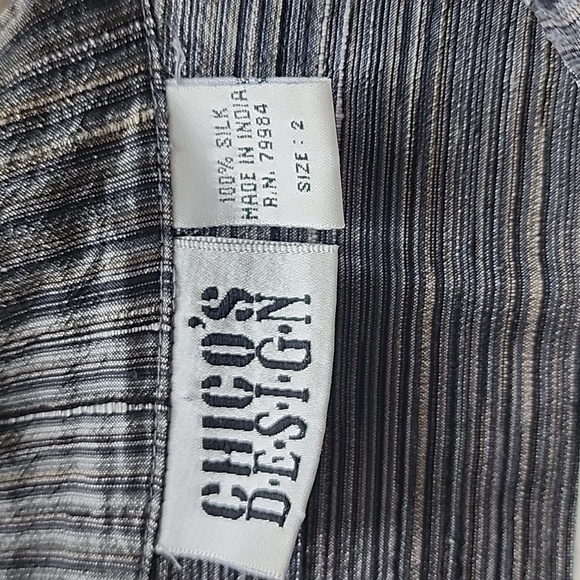 100% SILK
MADE IN INDIA
R.N. 79984
SIZE: 2
CHICO'S
D·E·S·I·G·N